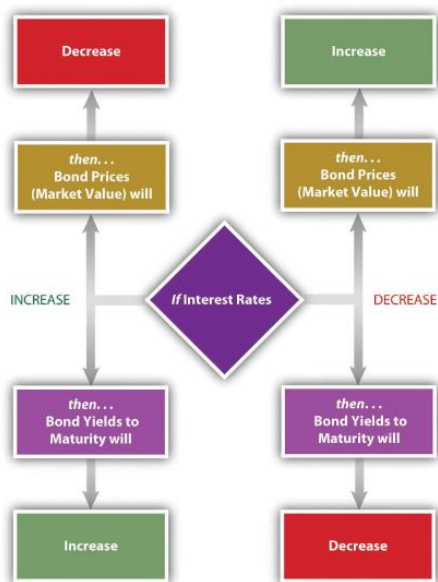 Decrease
Increase
then...
Bond Prices
(Market Value) will
then...
Bond Prices
(Market Value) will
INCREASE
If Interest Rates
DECREASE
then...
Bond Yields to
Maturity will
then...
Bond Yields to
Maturity will
Increase
Decrease